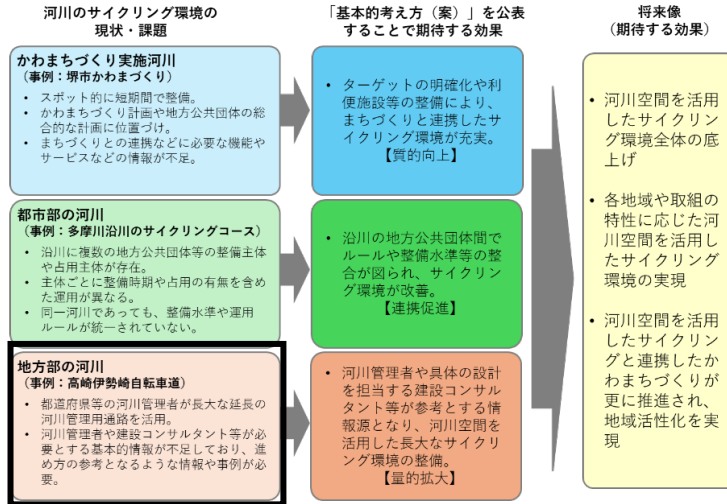 河川のサイクリング環境の
現状・課題
「基本的考え方（案）」を公表
することで期待する効果
将来像
（期待する効果）
かわまちづくり実施河川
（事例：堺市かわまちづくり）
• スポット的に短期間で整備。
• かわまちづくり計画や地方公共団体の総
合的な計画に位置づけ。
• まちづくりとの連携などに必要な機能や
サービスなどの情報が不足。
• ターゲットの明確化や利
便施設等の整備により、
まちづくりと連携したサ
イクリング環境が充実。
【質的向上】
都市部の河川
（事例：多摩川沿川のサイクリングコース）
• 沿川に複数の地方公共団体等の整備主体
や占用主体が存在。
• 主体ごとに整備時期や占用の有無を含め
た運用が異なる。
• 同一河川であっても、整備水準や運用
ルールが統一されていない。
• 沿川の地方公共団体間で
ルールや整備水準等の整
合が図られ、サイクリン
グ環境が改善。
【連携促進】
地方部の河川
（事例：高崎伊勢崎自転車道）
• 都道府県等の河川管理者が長大な延長の
河川管理用通路を活用。
• 河川管理者や建設コンサルタント等が必
要とする基本的情報が不足しており、進
め方の参考となるような情報や事例が必
要。
• 河川管理者や具体の設計
を担当する建設コンサル
タント等が参考とする情
報源となり、河川空間を
活用した長大なサイクリ
ング環境の整備。
【量的拡大】
• 河川空間を活用
したサイクリン
グ環境全体の底
上げ
• 各地域や取組の
特性に応じた河
川空間を活用し
たサイクリング
環境の実現
• 河川空間を活用
したサイクリン
グと連携したか
わまちづくりが
更に推進され、
地域活性化を実
現